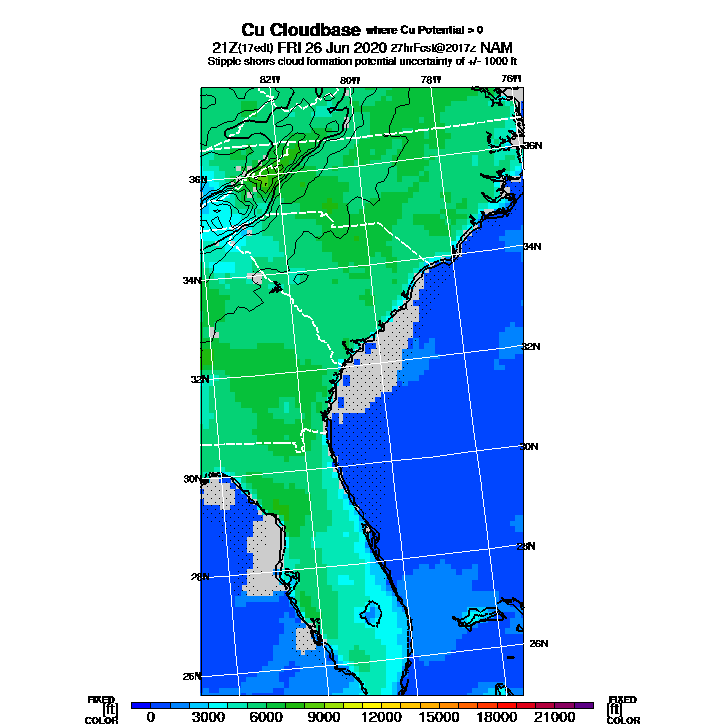 Cu Cloudbase where Cu Potential > 0
21Z(17edt) FRI 26 Jun 2020 27hrFcst@2017z NAM
Stipple shows cloud formation potential uncertainty of +/- 1000 ft
82W 80W 78W 76W
36N
36N
34N
34N
32N
32N
30N
30N
28N
28N
26N
26N
FIXED FIXED
[ft] [ft]
COLOR 0 3000 6000 9000 12000 15000 18000 21000 COLOR